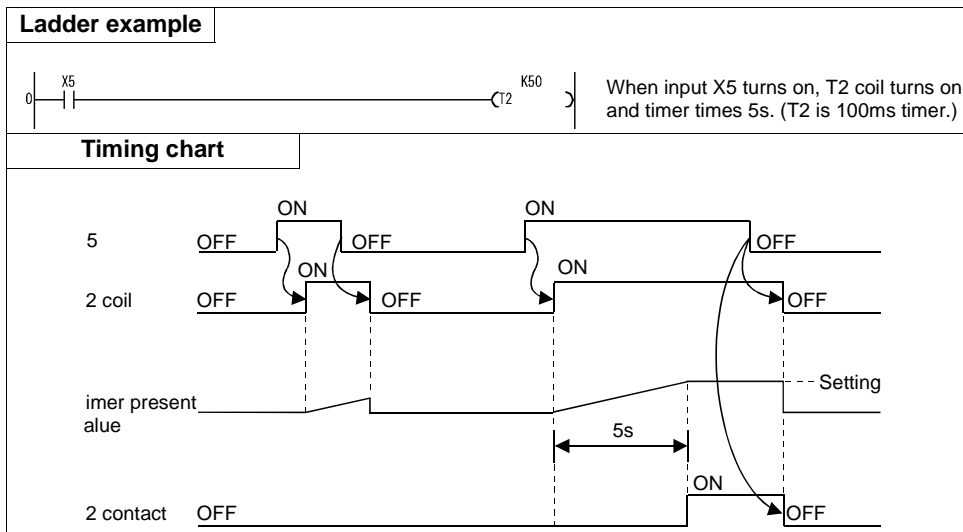 Ladder example
X5
K50
0
T2
When input X5 turns on, T2 coil turns on
and timer times 5s. (T2 is 100ms timer.)
Timing chart
ON
ON
5
OFF
OFF
OFF
ON
ON
2 coil
OFF
OFF
OFF
Setting
imer present
alue
5s
ON
2 contact
OFF
OFF